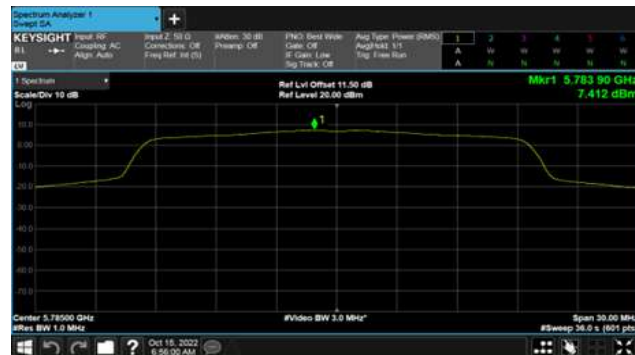 Spectrum Analyzer 1
Swept SA
+
KEYSIGHT Input: RF
RL Coupling: AC
Align: Auto
Input Z: 50 Ω
Corrections: Off
Freq Ref: Int (S)
#Atten: 30 dB
Preamp: Off
PNO: Best Wide
Gate: Off
IF Gain: Low
Sig Track: Off
Avg Type: Power (RMS)
Avg|Hold: 1/1
Trig: Free Run
1 2 3 4 5 6
A W W W W W
A N N N N N
LW
1 Spectrum
Scale/Div 10 dB
Log
Ref Lvl Offset 11.50 dB
Ref Level 20.00 dBm
Mkr1 5.783 90 GHz
7.412 dBm
1
10.0
0.00
-10.0
-20.0
-30.0
-40.0
-50.0
-60.0
-70.0
Center 5.78500 GHz
#Res BW 1.0 MHz
#Video BW 3.0 MHz*
Span 30.00 MHz
#Sweep 36.0 s (601 pts)
?
Oct 15, 2022
6:56:00 AM